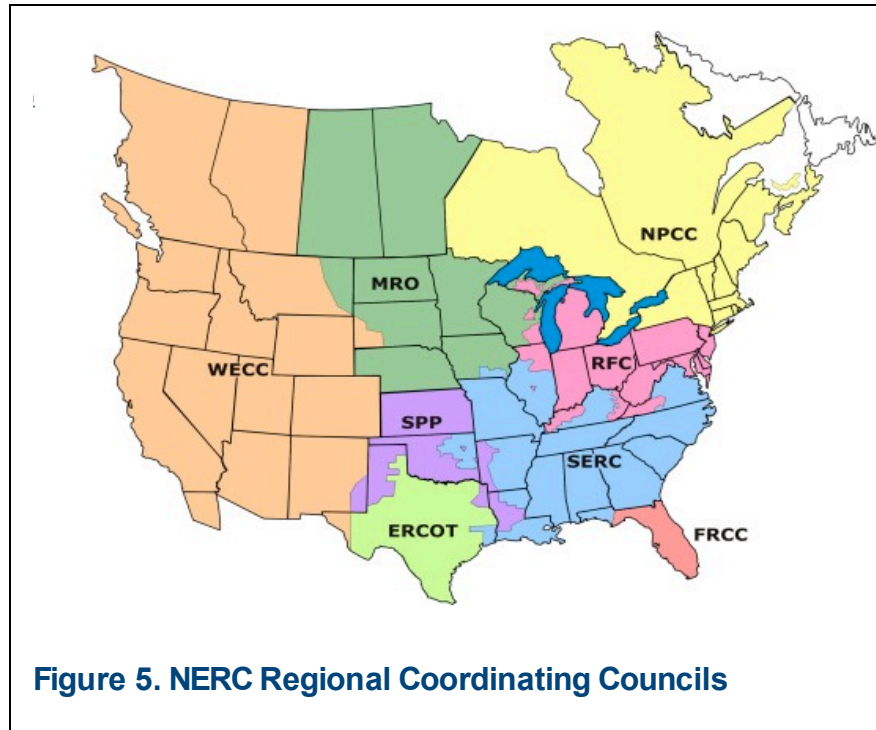 NPCC
MRO
WECC
RFC
SPP
SERC
ERCOT
FRCC
Figure 5. NERC Regional Coordinating Councils